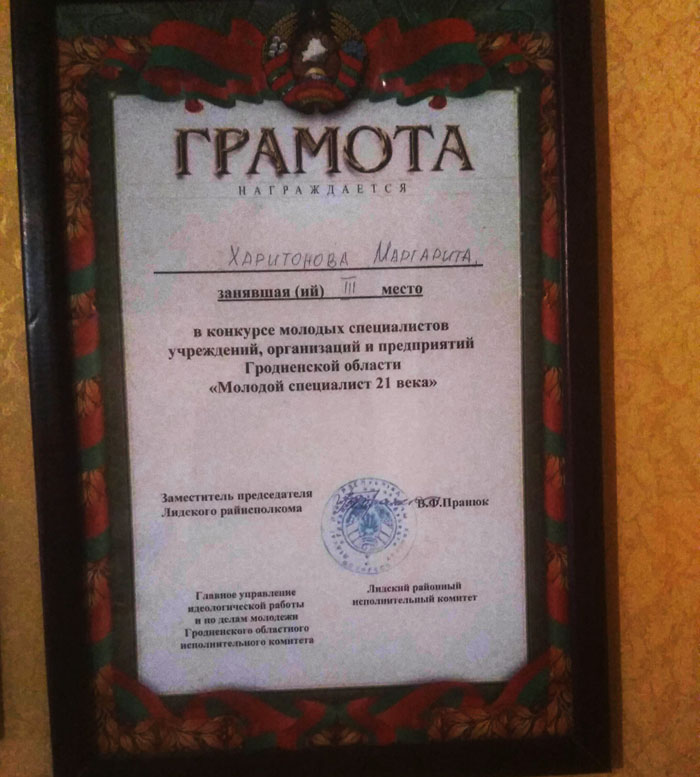 ГРАМОТА
НАГРАЖДАЕТСЯ
Харитонова Маргарита,
занявшая (ий) III место
в конкурсе молодых специалистов
учреждений, организаций и предприятий
Гродненской области
«Молодой специалист 21 века»
Заместитель председателя
Лидского райисполкома
В.Ф.Пранюк
Главное управление
идеологической работы
и по делам молодежи
Гродненского областного
исполнительного комитета
Лидский районный
исполнительный комитет